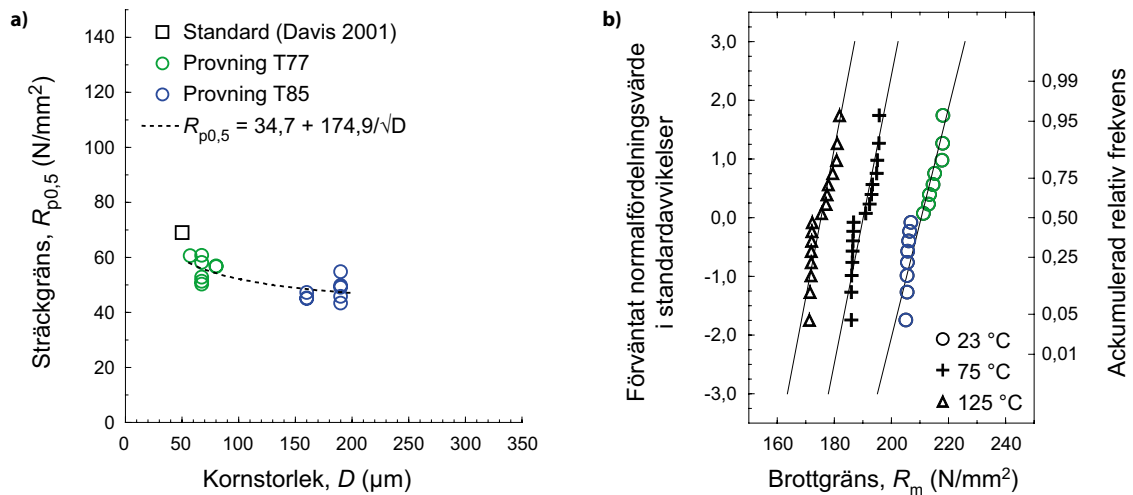 a)
Sträckgräns, Rp0,5 (N/mm²)
140
120
100
80
60
40
20
0
Standard (Davis 2001)
Provning T77
Provning T85
Rp0,5 = 34,7 + 174,9/√D
0 50 100 150 200 250 300 350
Kornstorlek, D (µm)
b)
Förväntat normalfördelningsvärde
i standardavvikelser
3,0
2,0
1,0
0,0
-1,0
-2,0
-3,0
0,99
0,95
0,75
0,50
0,25
0,05
0,01
Ackumulerad relativ frekvens
23 °C
75 °C
125 °C
160 180 200 220 240
Brottgräns, Rm (N/mm²)